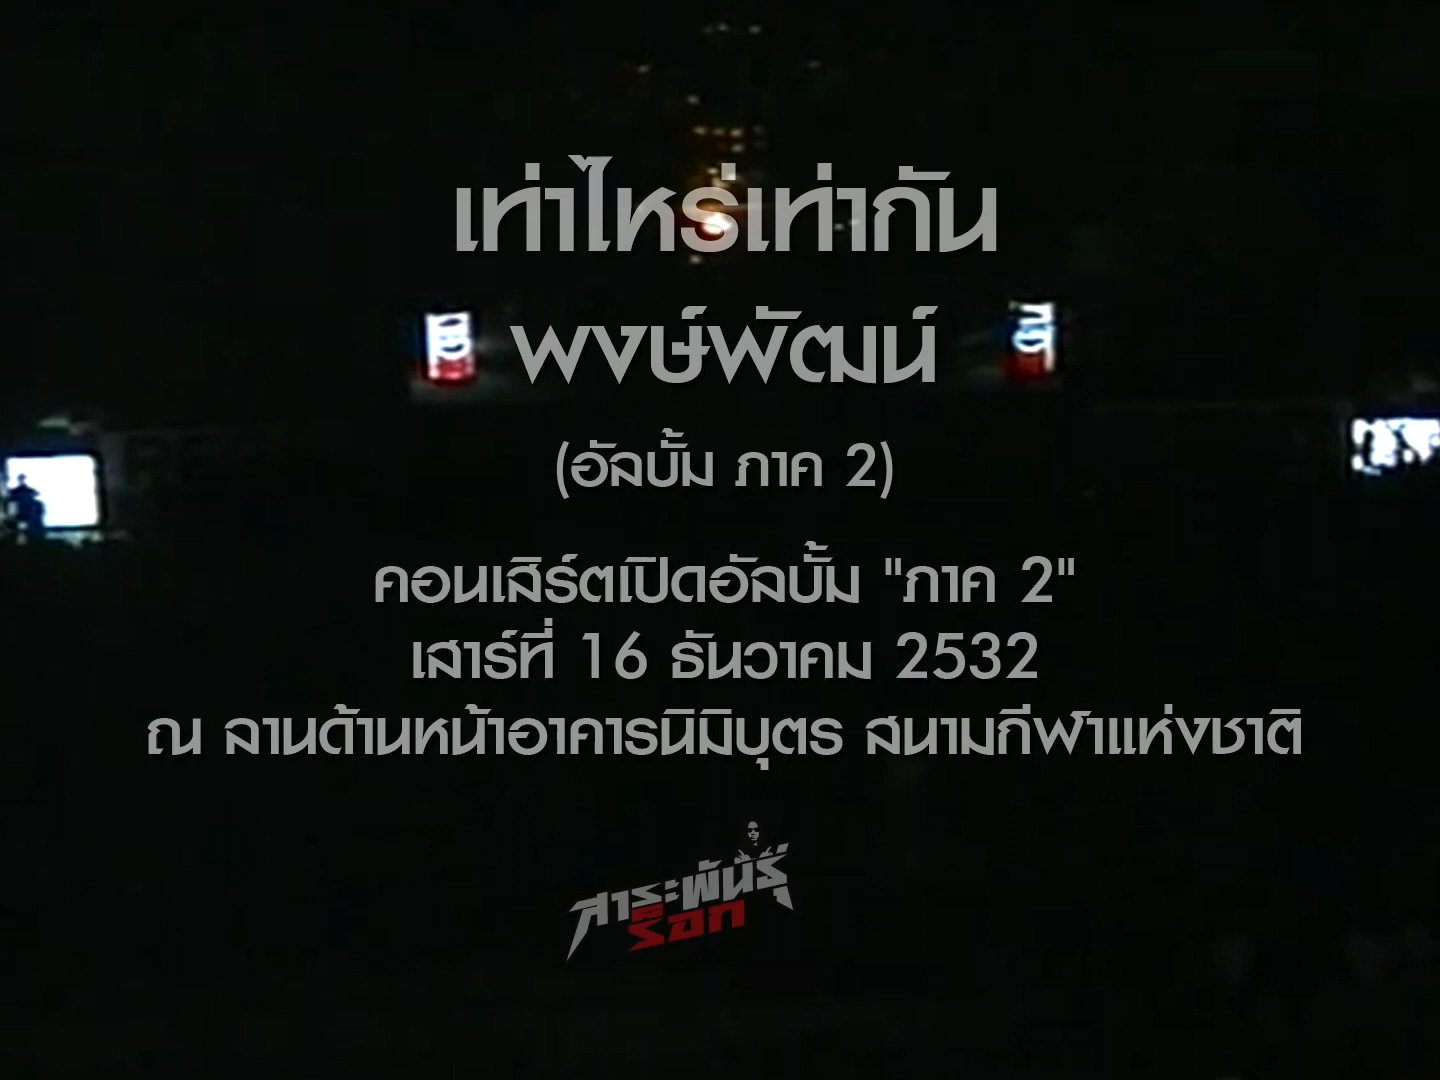 เท่าไหร่เท่ากัน
พงษ์พัฒน์
(อัลบั้ม ภาค 2)
คอนเสิร์ตเปิดอัลบั้ม "ภาค 2"
เสาร์ที่ 16 ธันวาคม 2532
ณ ลานด้านหน้าอาคารนิมิบุตร สนามกีฬาแห่งชาติ
สาระพันธุ์
ร็อก